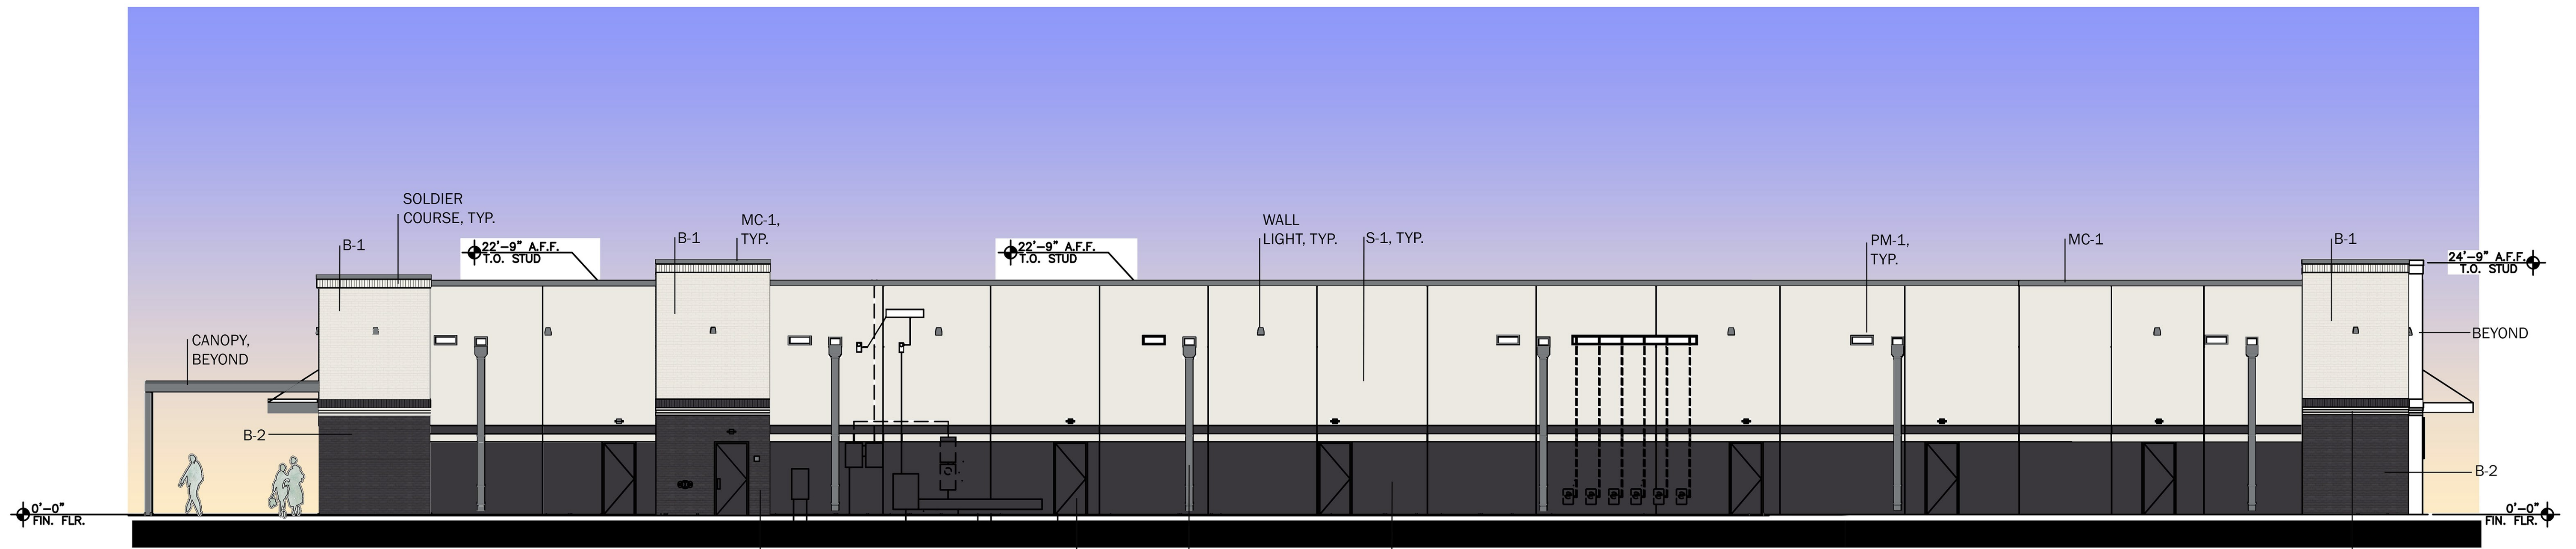 SOLDIER
COURSE, TYP.
B-1
22'-9" A.F.F.
T.O. STUD
MC-1,
TYP.
B-1
22'-9" A.F.F.
T.O. STUD
WALL
LIGHT, TYP.
S-1, TYP.
PM-1,
TYP.
MC-1
B-1
24'-9" A.F.F.
T.O. STUD
CANOPY,
BEYOND
BEYOND
B-2
B-2
0'-0"
FIN. FLR.
0'-0"
FIN. FLR.